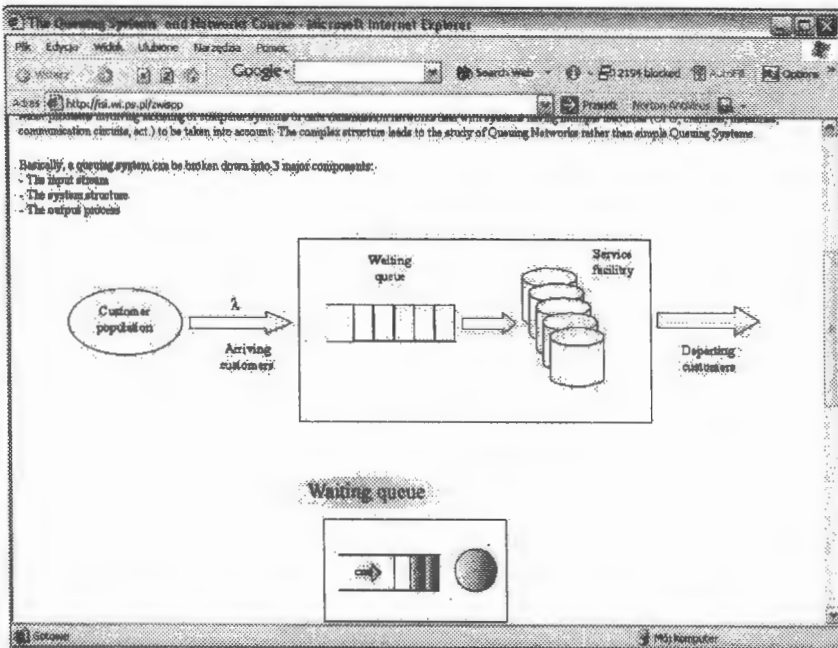 The Queuing Systems and Networks Course - Microsoft Internet Explorer
Plik Edycja Widok Ulubione Narzędzia Pomoc
Wstecz Google Search Web 2194 blocked AutoFill Options
Adres http://isi.wi.ps.pl/zwispp Przejdź Norton AntiVirus
communication circuits, act.) to be taken into account. The complex structure leads to the study of Queuing Networks rather than simple Queuing Systems.
Basically, a queuing system can be broken down into 3 major components:
- The input stream
- The system structure
- The output process
Waiting
queue
Service
facility
Customer
population
λ
Arriving
customers
Departing
customers
Waiting queue
Gotowe Mój komputer